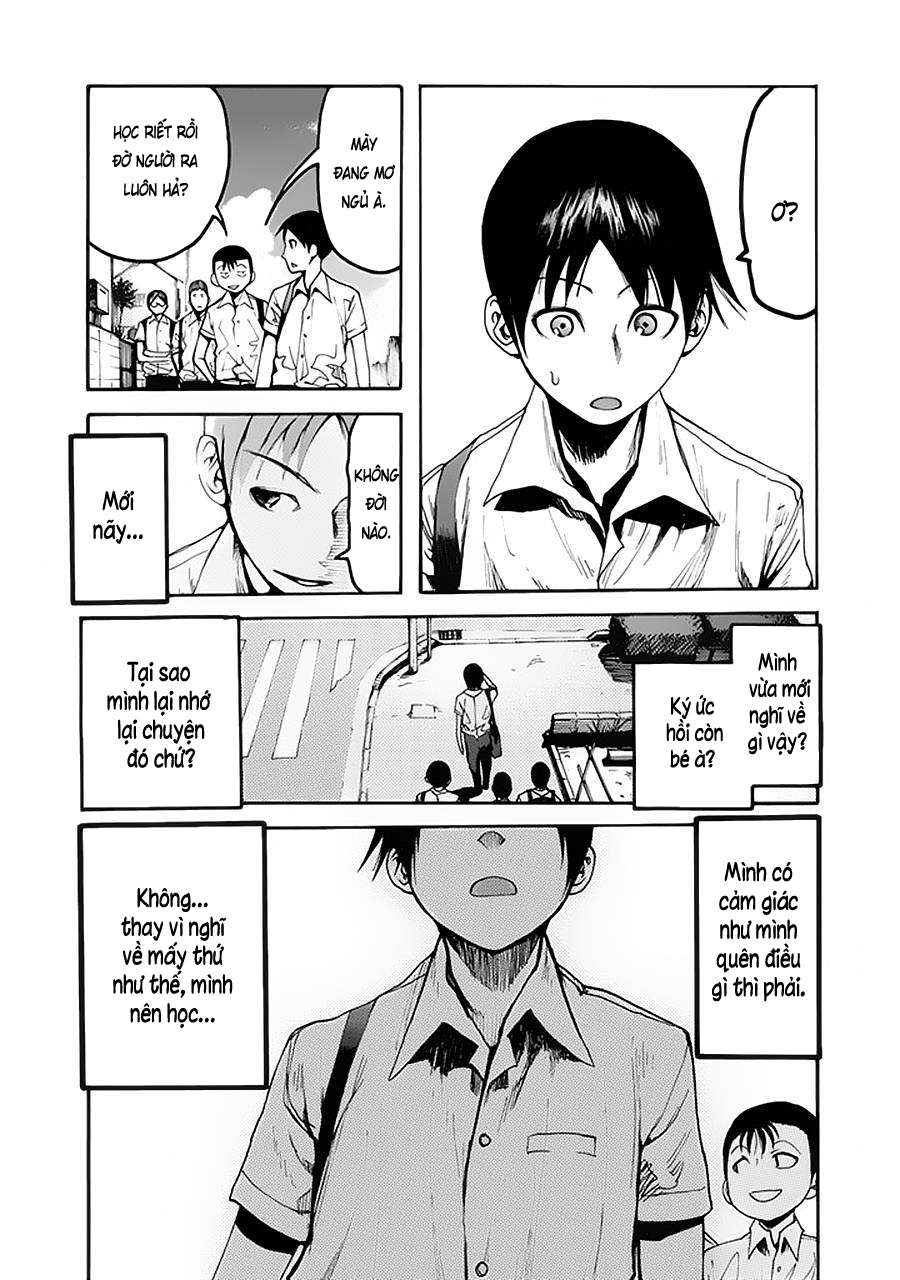 Ơ?
MÀY
ĐANG MƠ
NGỦ À.
HỌC RIẾT RỒI
ĐỜ NGƯỜI RA
LUÔN HẢ?
KHÔNG
ĐỜI
NÀO.
Mới
nãy...
Mình
vừa mới
nghĩ về
gì vậy?
Ký ức
hồi còn
bé à?
Tại sao
mình lại nhớ
lại chuyện
đó chứ?
Mình có
cảm giác
như mình
quên điều
gì thì phải.
Không...
thay vì nghĩ
về mấy thứ
như thế, mình
nên học...